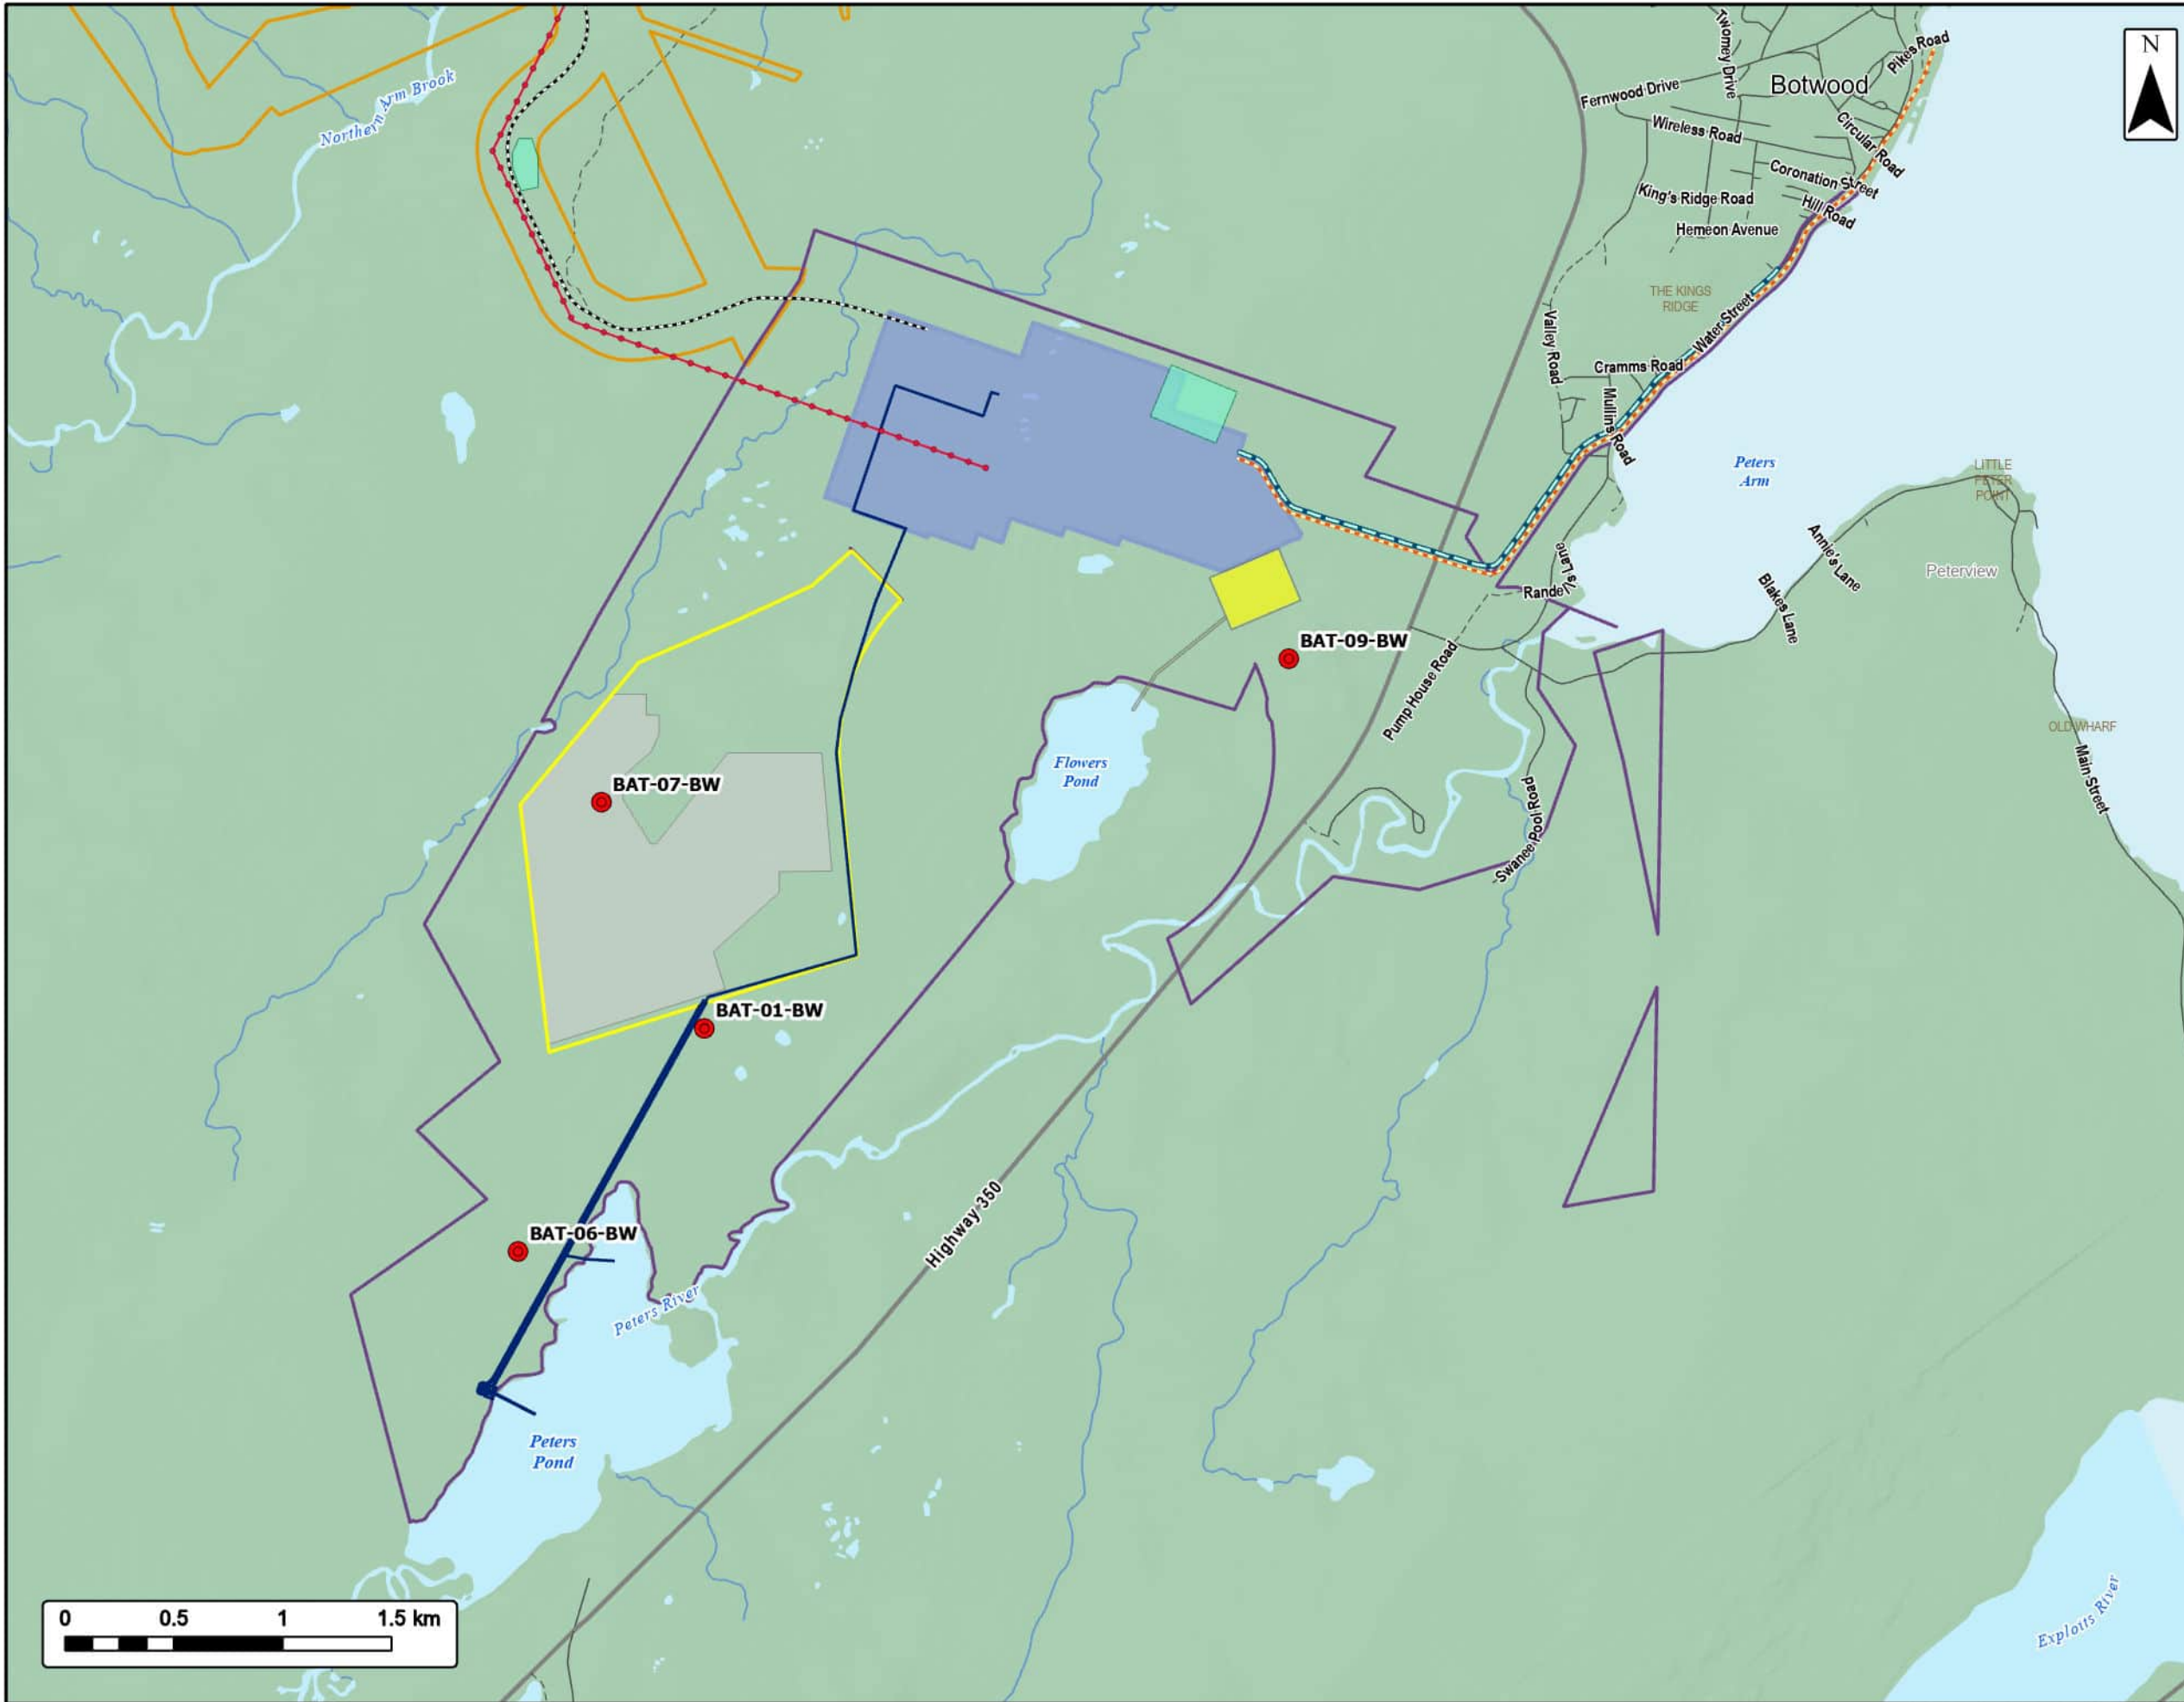 N
Pikes Road
Twomey Drive
Botwood
Fernwood Drive
Northern Arm Brook
Wireless Road
Circular Road
Coronation Street
King's Ridge Road
Hill Road
Hemeon Avenue
THE KINGS
RIDGE
Water Street
Valley Road
Cramms Road
Mullins Road
Peters
Arm
LITTLE
PETER
POINT
Annie's Lane
Peterview
Blakes Lane
Randell's Lane
BAT-09-BW
Pump House Road
OLD WHARF
Main Street
Flowers
Pond
BAT-07-BW
Swanee Pool Road
BAT-01-BW
Highway 350
BAT-06-BW
Peters River
Peters
Pond
0 0.5 1 1.5 km
Exploits River